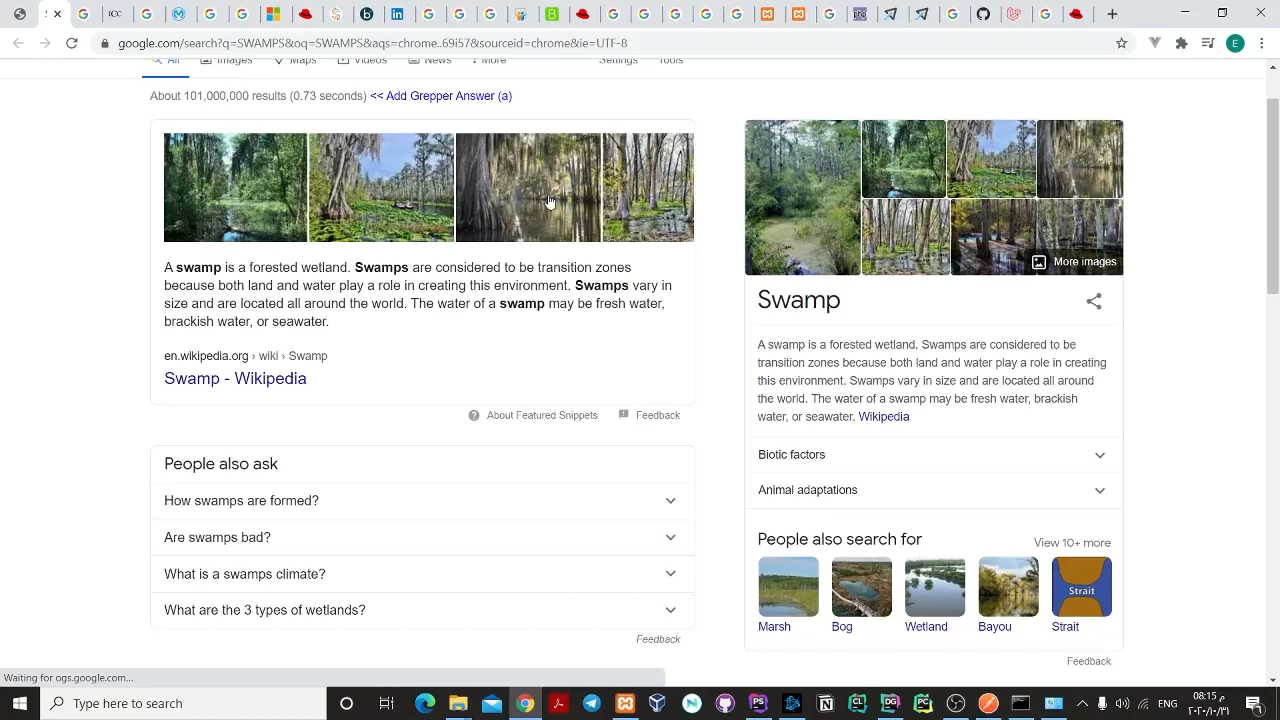 ICC
google.com/search?q=SWAMPS&oq=SWAMPS&aqs=chrome..69i57&sourceid=chrome&ie=UTF-8
E
All Images Maps Videos News More Settings Tools
About 101,000,000 results (0.73 seconds) << Add Grepper Answer (a)
A swamp is a forested wetland. Swamps are considered to be transition zones
because both land and water play a role in creating this environment. Swamps vary in
size and are located all around the world. The water of a swamp may be fresh water,
brackish water, or seawater.
en.wikipedia.org › wiki › Swamp
Swamp - Wikipedia
About Featured Snippets Feedback
People also ask
How swamps are formed?
Are swamps bad?
What is a swamps climate?
What are the 3 types of wetlands?
Feedback
More images
Swamp
A swamp is a forested wetland. Swamps are considered to be
transition zones because both land and water play a role in creating
this environment. Swamps vary in size and are located all around
the world. The water of a swamp may be fresh water, brackish
water, or seawater. Wikipedia
Biotic factors
Animal adaptations
People also search for View 10+ more
Strait
Marsh Bog Wetland Bayou Strait
Feedback
Waiting for ogs.google.com...
Type here to search
PS CL DG PC
ENG
08:15